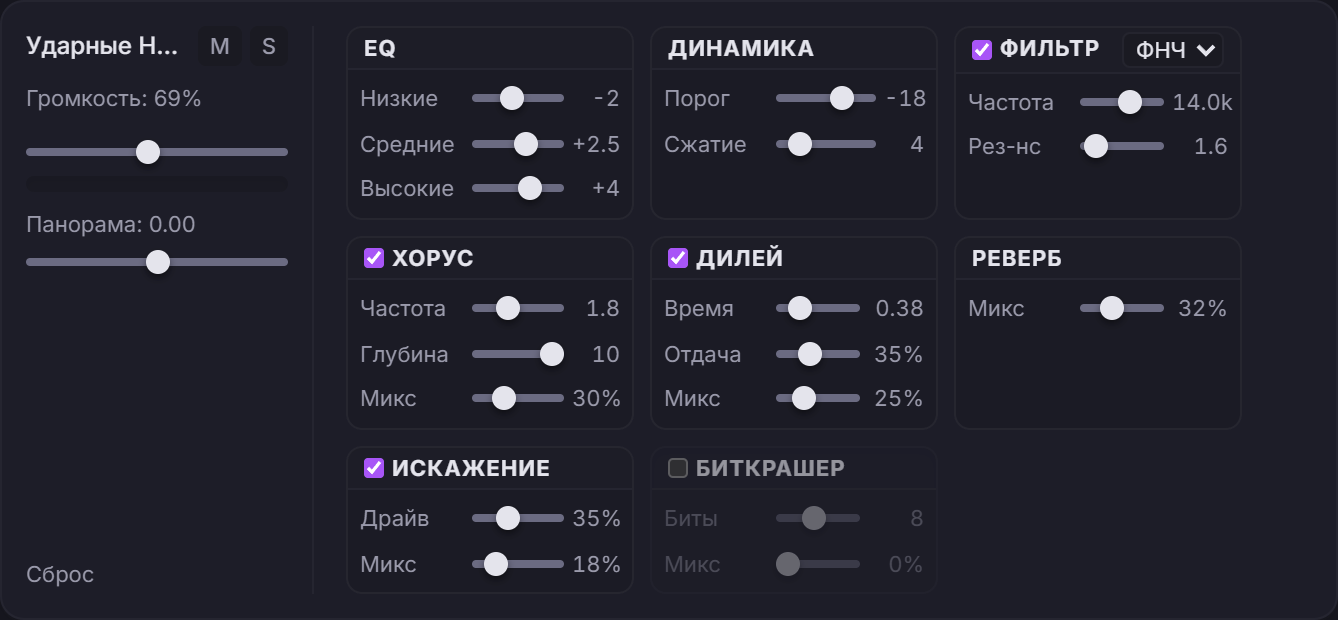 Ударные Н...
M
S
Громкость: 69%
Панорама: 0.00
Сброс
EQ
Низкие -2
Средние +2.5
Высокие +4
ДИНАМИКА
Порог -18
Сжатие 4
ФИЛЬТР ФНЧ
Частота 14.0k
Рез-нс 1.6
ХОРУС
Частота 1.8
Глубина 10
Микс 30%
ДИЛЕЙ
Время 0.38
Отдача 35%
Микс 25%
РЕВЕРБ
Микс 32%
ИСКАЖЕНИЕ
Драйв 35%
Микс 18%
БИТКРАШЕР
Биты 8
Микс 0%